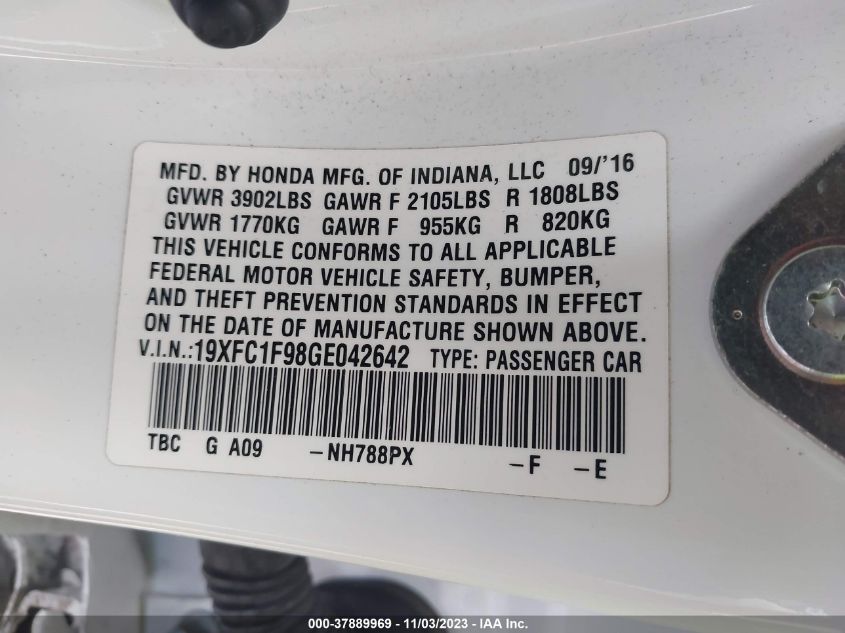 MFD. BY HONDA MFG. OF INDIANA, LLC 09/'16
GVWR 3902LBS GAWR F 2105LBS R 1808LBS
GVWR 1770KG GAWR F 955KG R 820KG
THIS VEHICLE CONFORMS TO ALL APPLICABLE
FEDERAL MOTOR VEHICLE SAFETY, BUMPER,
AND THEFT PREVENTION STANDARDS IN EFFECT
ON THE DATE OF MANUFACTURE SHOWN ABOVE.
V.I.N.:19XFC1F98GE042642 TYPE: PASSENGER CAR
TBC G A09 -NH788PX -F -E
000-37889969 - 11/03/2023 - IAA Inc.